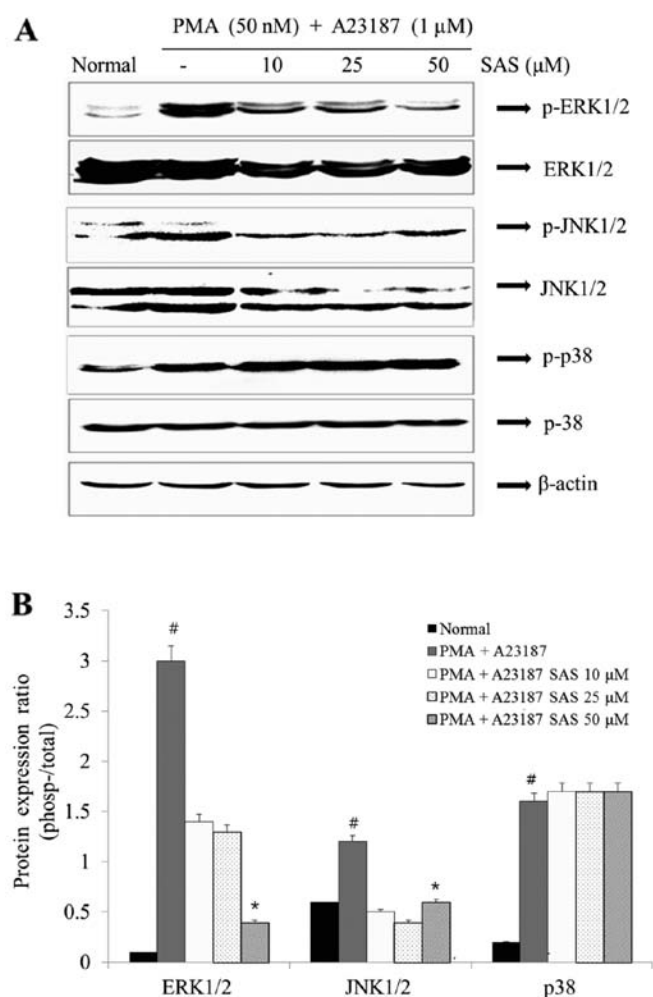 A
PMA (50 nM) + A23187 (1 µM)
Normal - 10 25 50 SAS (µM)
p-ERK1/2
ERK1/2
p-JNK1/2
JNK1/2
p-p38
p-38
β-actin
B
Protein expression ratio
(phosp-/total)
3.5
3
2.5
2
1.5
1
0.5
0
#
*
#
*
#
Normal
PMA + A23187
PMA + A23187 SAS 10 µM
PMA + A23187 SAS 25 µM
PMA + A23187 SAS 50 µM
ERK1/2 JNK1/2 p38